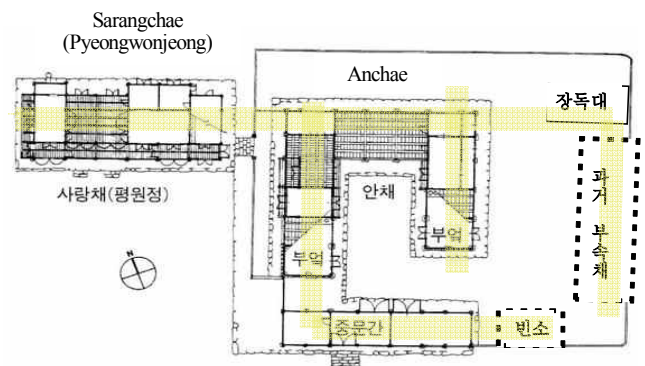 Sarangchae
(Pyeongwonjeong)
Anchae
장독대
사랑채(평원정)
안채
과거 부속채
부엌
부엌
N
중문간
빈소